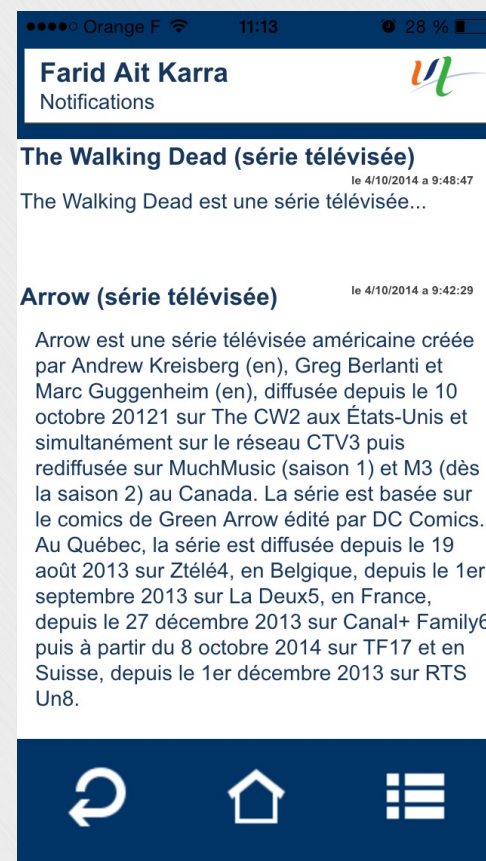 Orange F 11:13 28 %
Farid Ait Karra
Notifications
The Walking Dead (série télévisée)
le 4/10/2014 a 9:48:47
The Walking Dead est une série télévisée...
Arrow (série télévisée)
le 4/10/2014 a 9:42:29
Arrow est une série télévisée américaine créée
par Andrew Kreisberg (en), Greg Berlanti et
Marc Guggenheim (en), diffusée depuis le 10
octobre 20121 sur The CW2 aux États-Unis et
simultanément sur le réseau CTV3 puis
rediffusée sur MuchMusic (saison 1) et M3 (dès
la saison 2) au Canada. La série est basée sur
le comics de Green Arrow édité par DC Comics.
Au Québec, la série est diffusée depuis le 19
août 2013 sur Ztélé4, en Belgique, depuis le 1er
septembre 2013 sur La Deux5, en France,
depuis le 27 décembre 2013 sur Canal+ Family6
puis à partir du 8 octobre 2014 sur TF17 et en
Suisse, depuis le 1er décembre 2013 sur RTS
Un8.